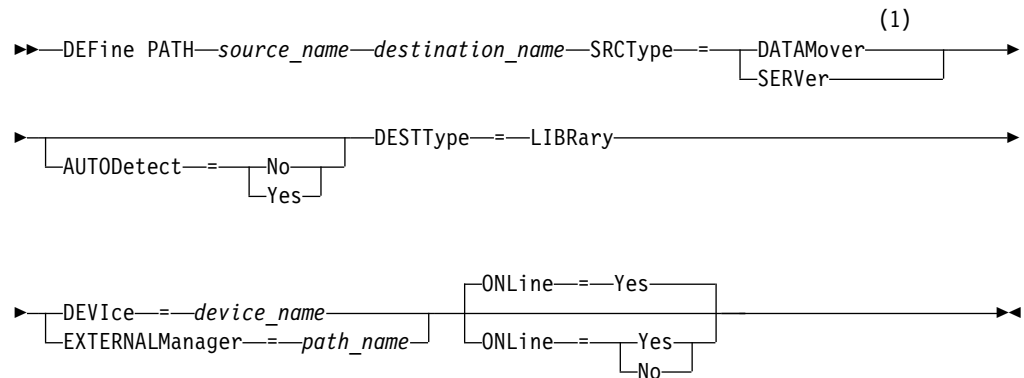 (1)
DEFine PATH source_name destination_name SRCType = DATAMover
SERVer
DESTType = LIBRary
AUTODetect = No
Yes
ONLine = Yes
DEVIce = device_name
EXTERNALManager = path_name ONLine = Yes
No